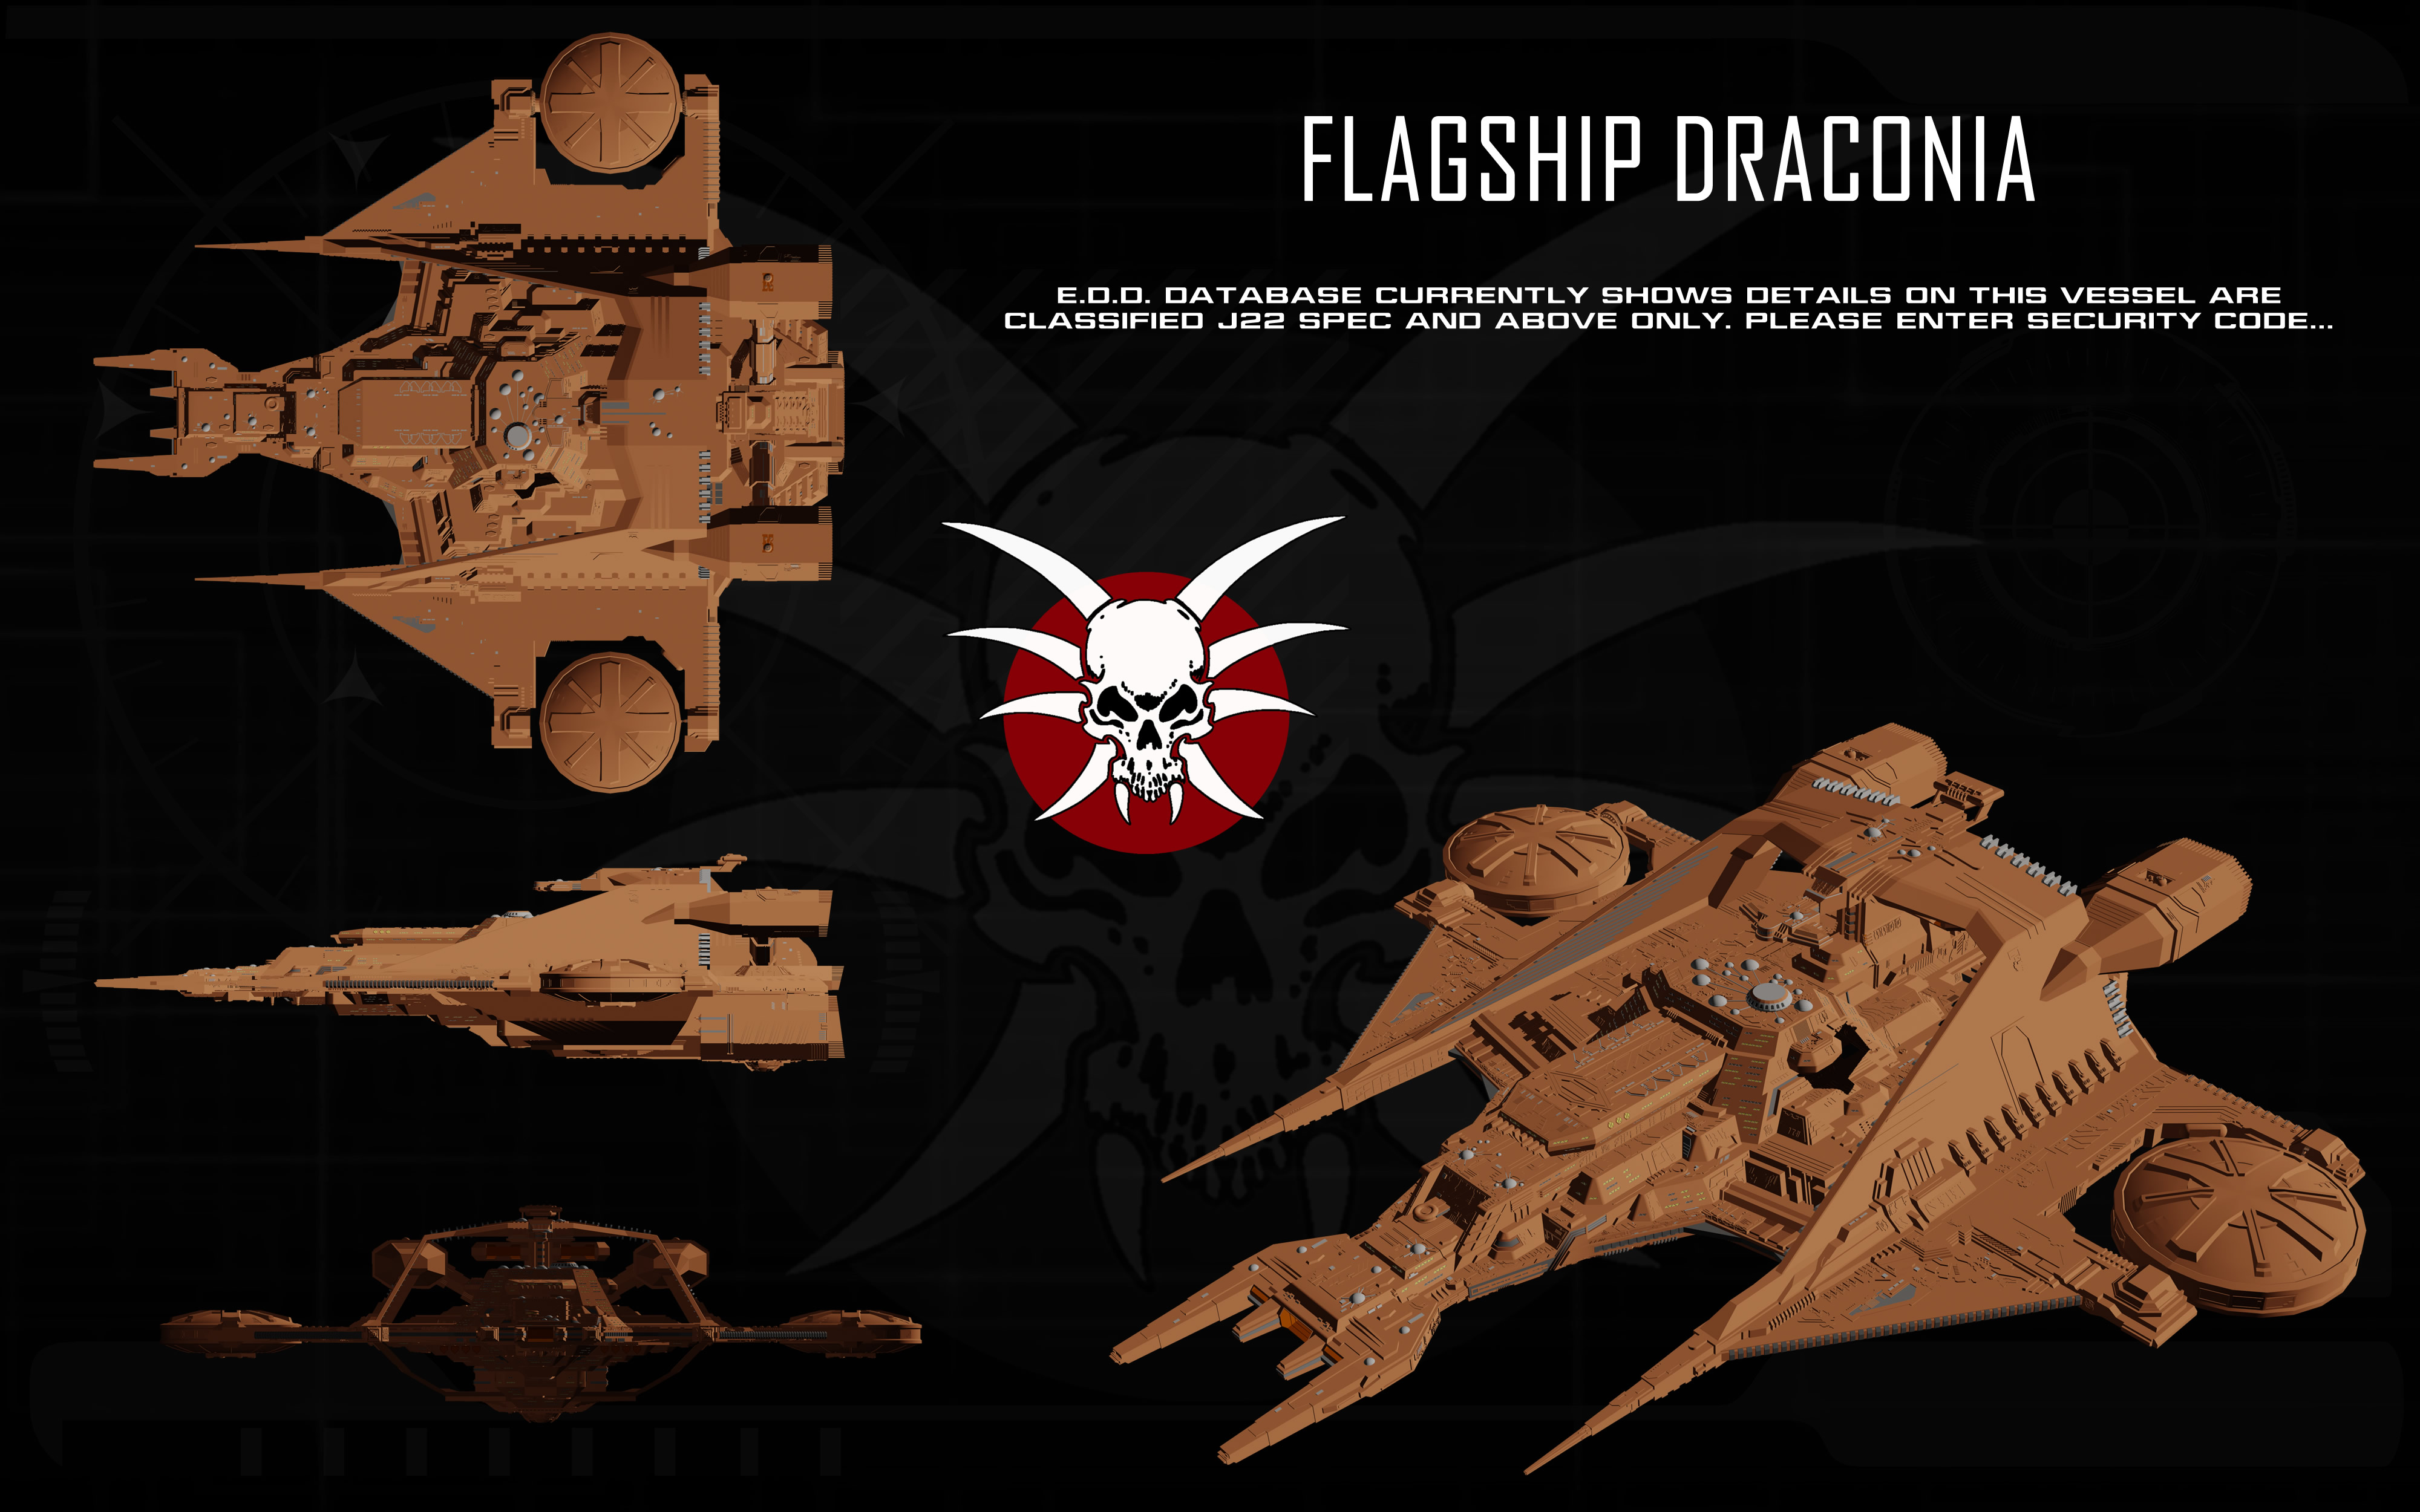 FLAGSHIP DRACONIA
E.D.D. DATABASE CURRENTLY SHOWS DETAILS ON THIS VESSEL ARE
CLASSIFIED J22 SPEC AND ABOVE ONLY. PLEASE ENTER SECURITY CODE...